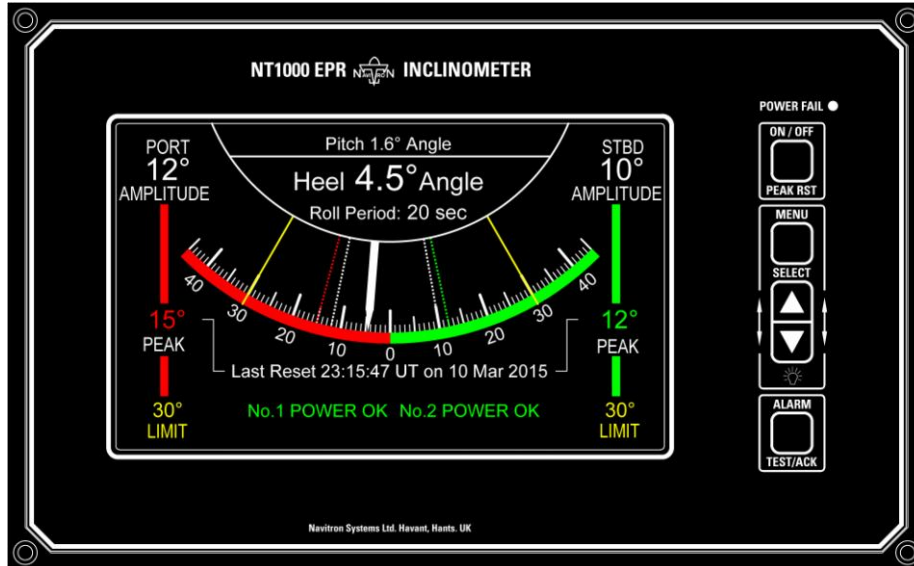 NT1000 EPR NAVITRON INCLINOMETER
POWER FAIL
ON / OFF
PEAK RST
MENU
SELECT
ALARM
TEST/ACK
PORT
12°
AMPLITUDE
15°
PEAK
30°
LIMIT
Pitch 1.6° Angle
Heel 4.5° Angle
Roll Period: 20 sec
40 30 20 10 0 10 20 30 40
Last Reset 23:15:47 UT on 10 Mar 2015
No.1 POWER OK No.2 POWER OK
STBD
10°
AMPLITUDE
12°
PEAK
30°
LIMIT
Navitron Systems Ltd. Havant, Hants. UK